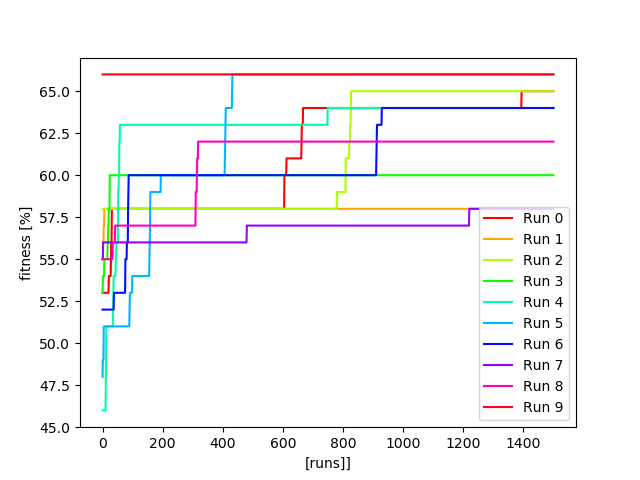 fitness [%]
65.0
62.5
60.0
57.5
55.0
52.5
50.0
47.5
45.0
Run 0
Run 1
Run 2
Run 3
Run 4
Run 5
Run 6
Run 7
Run 8
Run 9
0 200 400 600 800 1000 1200 1400
[runs]]